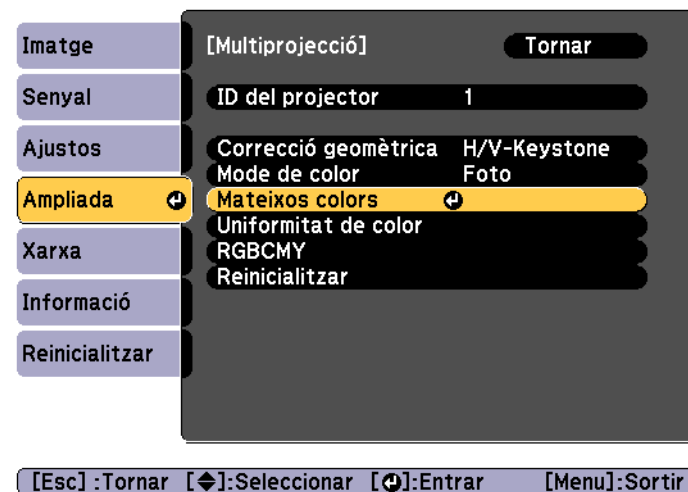 Imatge
Senyal
Ajustos
Ampliada
Xarxa
Informació
Reinicialitzar
[Multiprojecció] Tornar
ID del projector 1
Correcció geomètrica H/V-Keystone
Mode de color Foto
Mateixos colors
Uniformitat de color
RGBCMY
Reinicialitzar
[Esc] :Tornar [◆]:Seleccionar [⏎]:Entrar [Menu]:Sortir